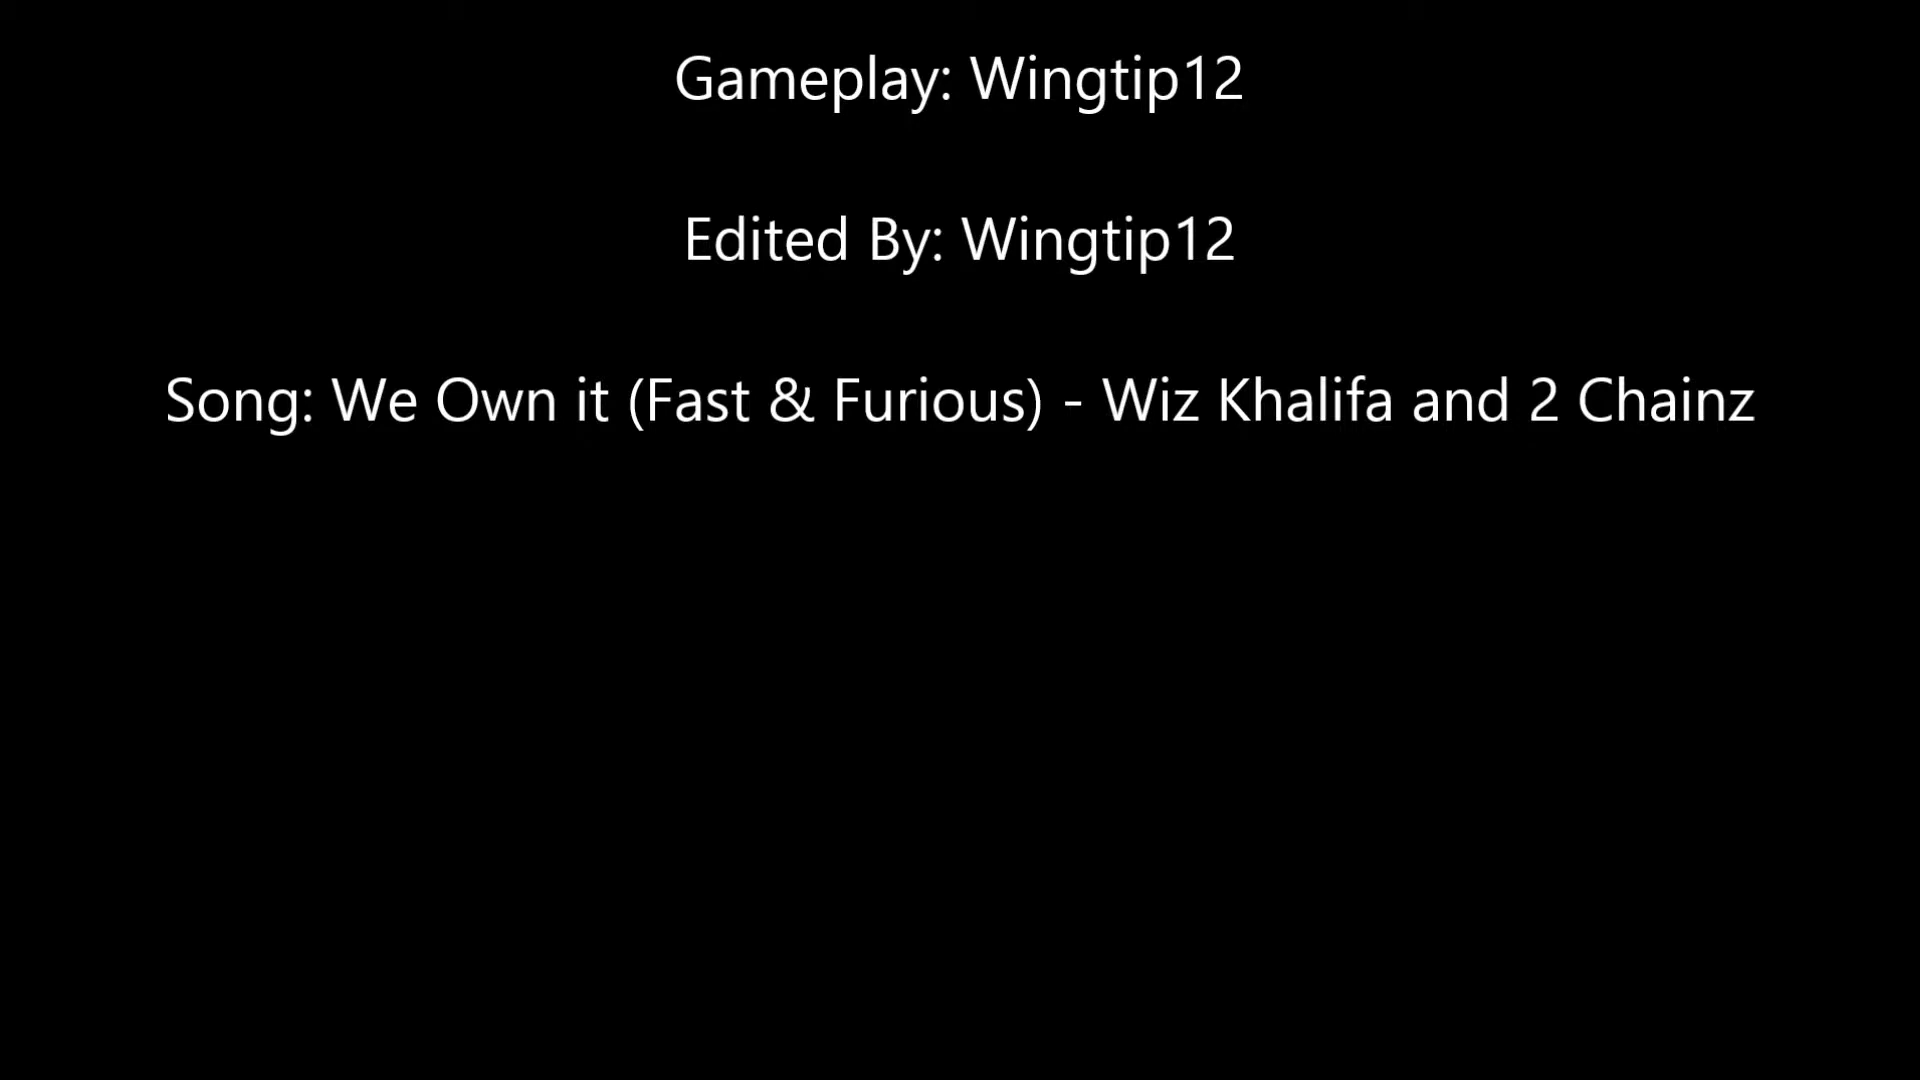 Gameplay: Wingtip12
Edited By: Wingtip12
Song: We Own it (Fast & Furious) - Wiz Khalifa and 2 Chainz